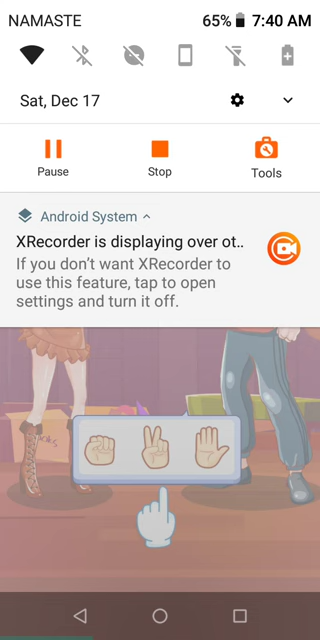 NAMASTE 65% 7:40 AM
Sat, Dec 17
Pause Stop Tools
Android System
XRecorder is displaying over ot..
If you don't want XRecorder to
use this feature, tap to open
settings and turn it off.